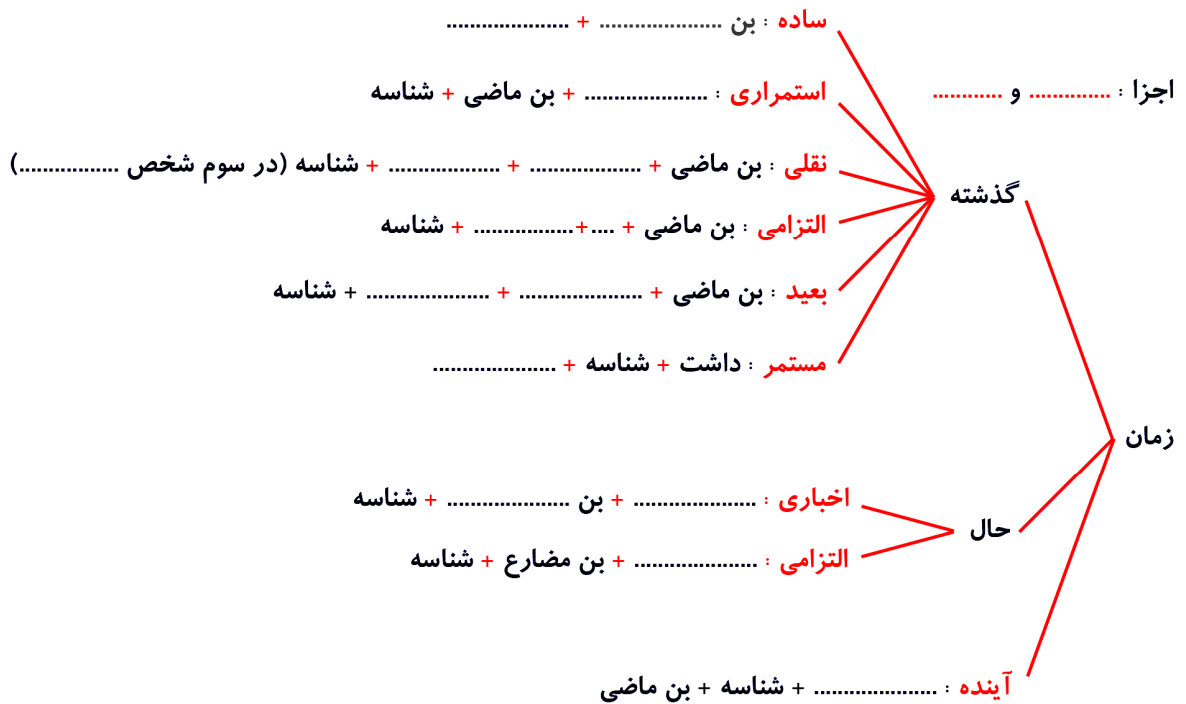 ساده : بن ..................... + .....................
استمراری : ..................... + بن ماضی + شناسه
اجزا : .............. و ............
نقلی : بن ماضی + ................... + ................... + شناسه (در سوم شخص .................)
گذشته
التزامی : بن ماضی + ....+................. + شناسه
بعید : بن ماضی + ..................... + ..................... + شناسه
مستمر : داشت + شناسه + .....................
زمان
اخباری : ..................... + بن ..................... + شناسه
حال
التزامی : ..................... + بن مضارع + شناسه
آینده : ..................... + شناسه + بن ماضی